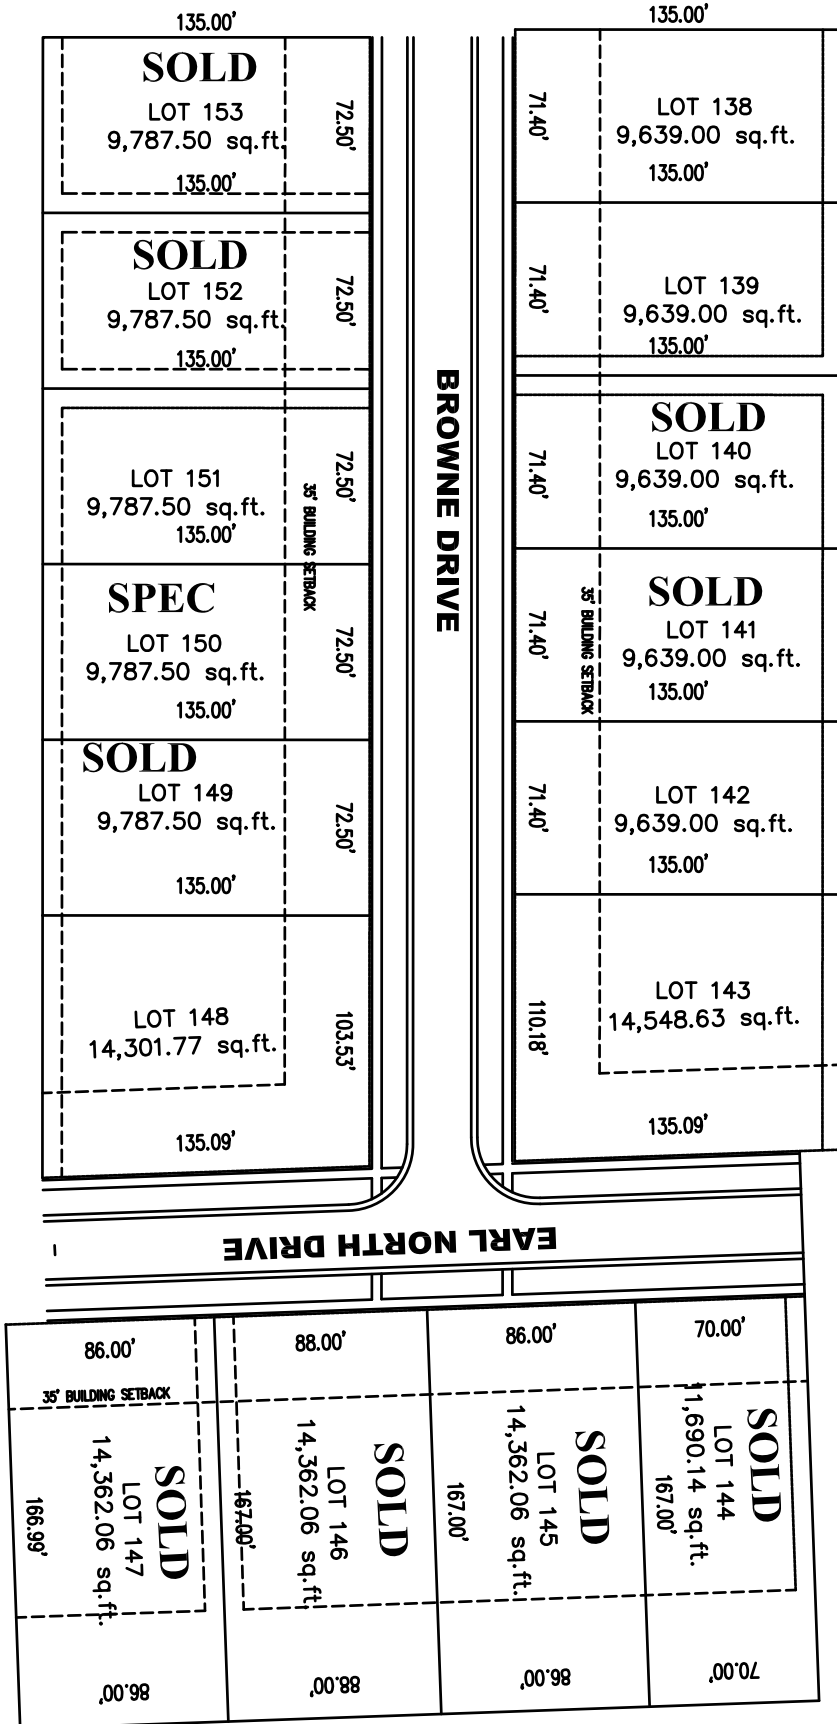 135.00'
SOLD
LOT 153
9,787.50 sq.ft.
72.50'
135.00'
SOLD
LOT 152
9,787.50 sq.ft.
72.50'
135.00'
LOT 151
9,787.50 sq.ft.
72.50'
135.00'
35' BUILDING SETBACK
SPEC
LOT 150
9,787.50 sq.ft.
72.50'
135.00'
SOLD
LOT 149
9,787.50 sq.ft.
72.50'
135.00'
LOT 148
14,301.77 sq.ft.
103.53'
135.09'
BROWNE DRIVE
135.00'
71.40'
LOT 138
9,639.00 sq.ft.
135.00'
71.40'
LOT 139
9,639.00 sq.ft.
135.00'
SOLD
71.40'
LOT 140
9,639.00 sq.ft.
135.00'
SOLD
71.40'
LOT 141
9,639.00 sq.ft.
135.00'
35' BUILDING SETBACK
71.40'
LOT 142
9,639.00 sq.ft.
135.00'
110.18'
LOT 143
14,548.63 sq.ft.
135.09'
EARL NORTH DRIVE
86.00'
35' BUILDING SETBACK
SOLD
LOT 147
14,362.06 sq.ft.
166.99'
86.00'
88.00'
SOLD
LOT 146
14,362.06 sq.ft.
167.00'
88.00'
86.00'
SOLD
LOT 145
14,362.06 sq.ft.
167.00'
86.00'
70.00'
SOLD
LOT 144
11,690.14 sq.ft.
167.00'
70.00'